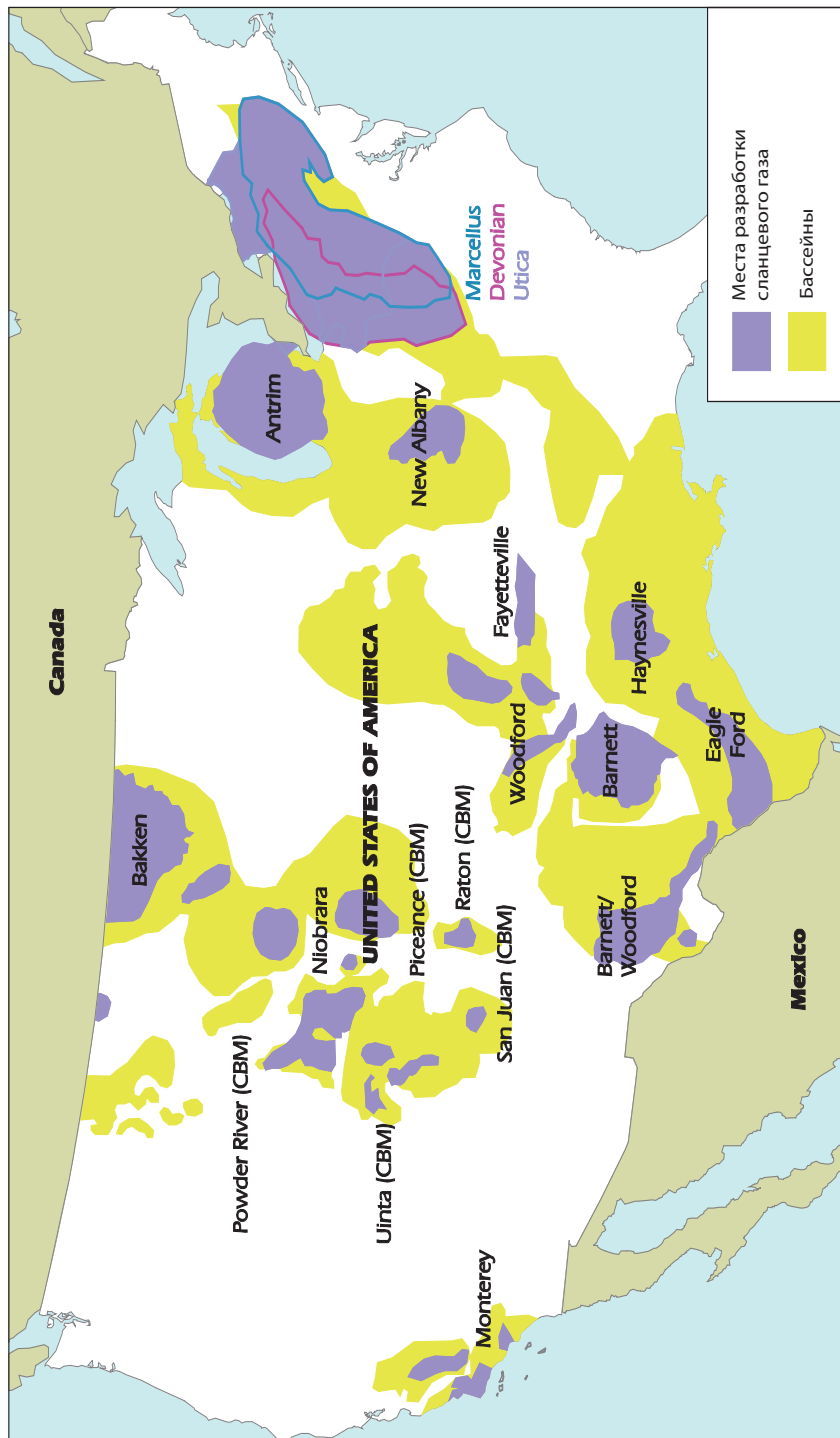 Canada
Bakken
Antrim
Powder River (CBM)
Niobrara
Marcellus
Devonian
Utica
UNITED STATES OF AMERICA
Uinta (CBM)
New Albany
Piceance (CBM)
Raton (CBM)
Monterey
San Juan (CBM)
Woodford
Fayetteville
Barnett/
Woodford
Barnett
Haynesville
Eagle
Ford
Mexico
Места разработки
сланцевого газа
Бассейны